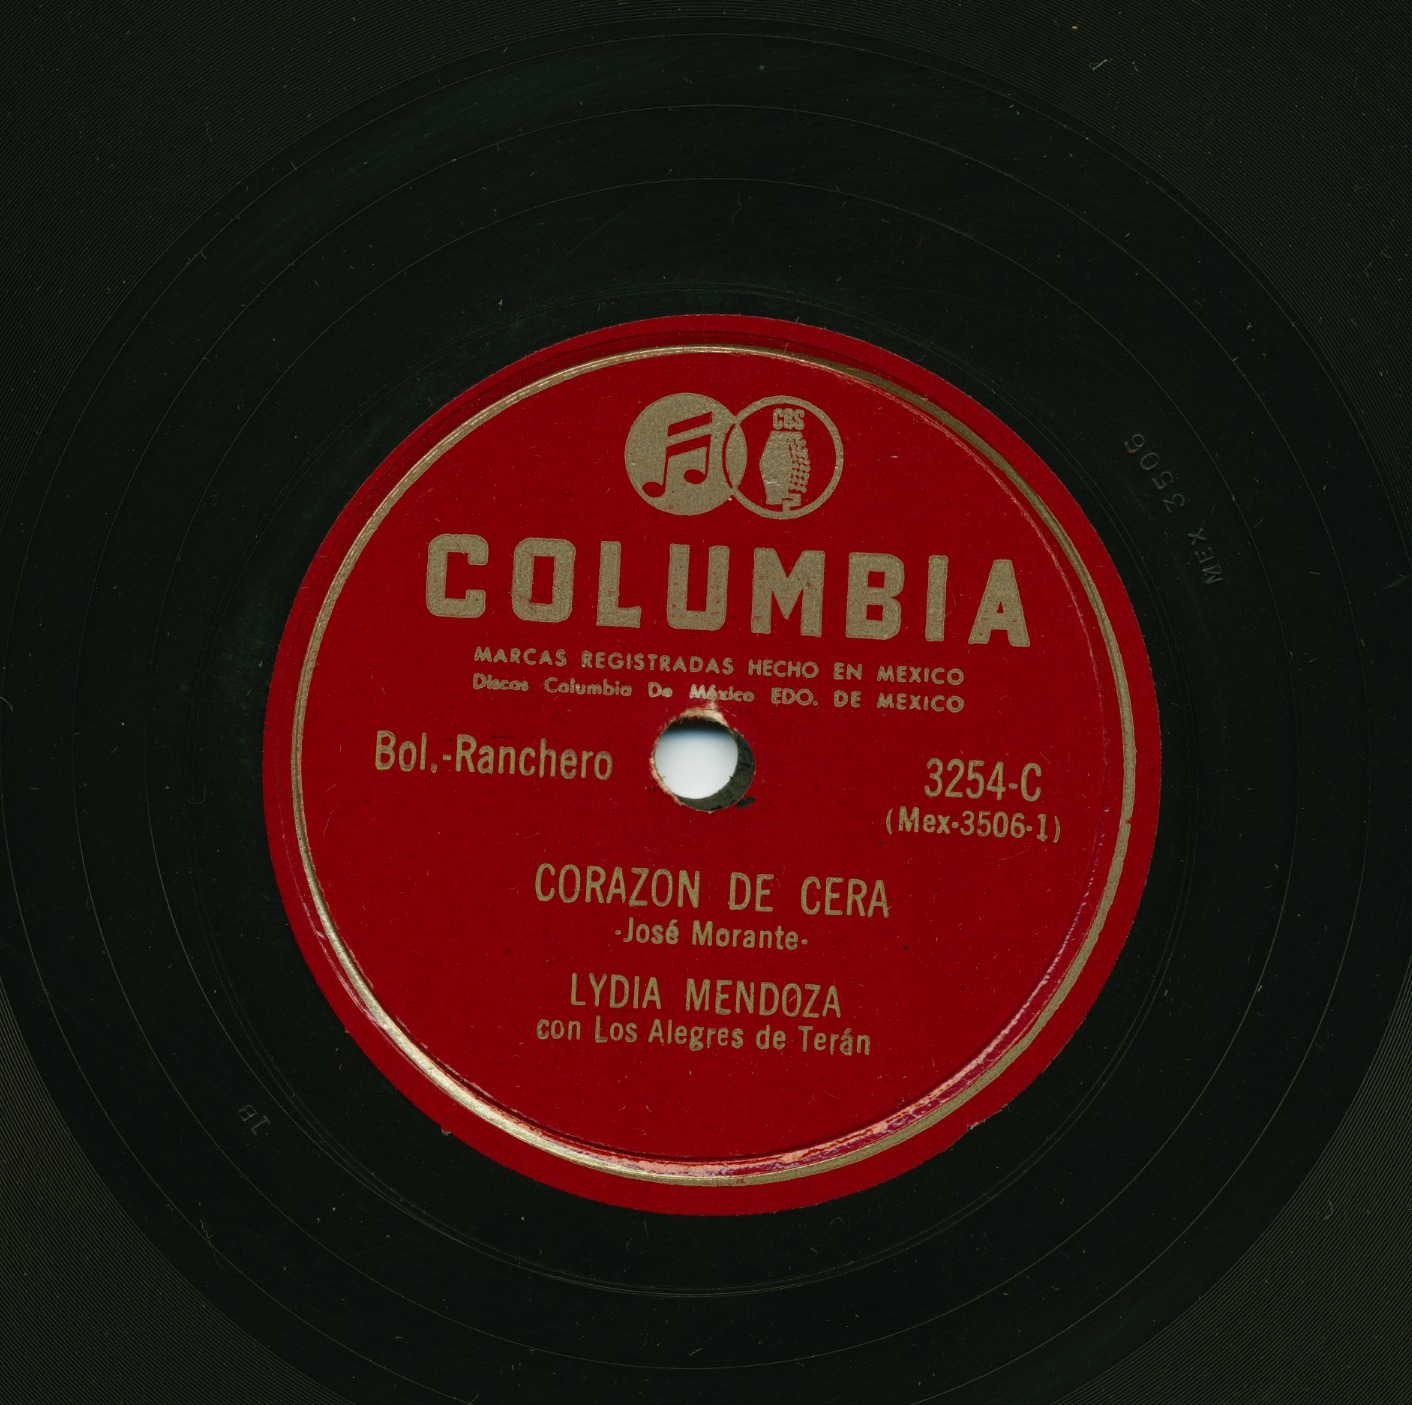 CBS
COLUMBIA
MARCAS REGISTRADAS HECHO EN MEXICO
Discos Columbia De México EDO. DE MEXICO
Bol.-Ranchero
3254-C
(Mex-3506-1)
CORAZON DE CERA
-José Morante-
LYDIA MENDOZA
con Los Alegres de Terán
MEX 3506
1B